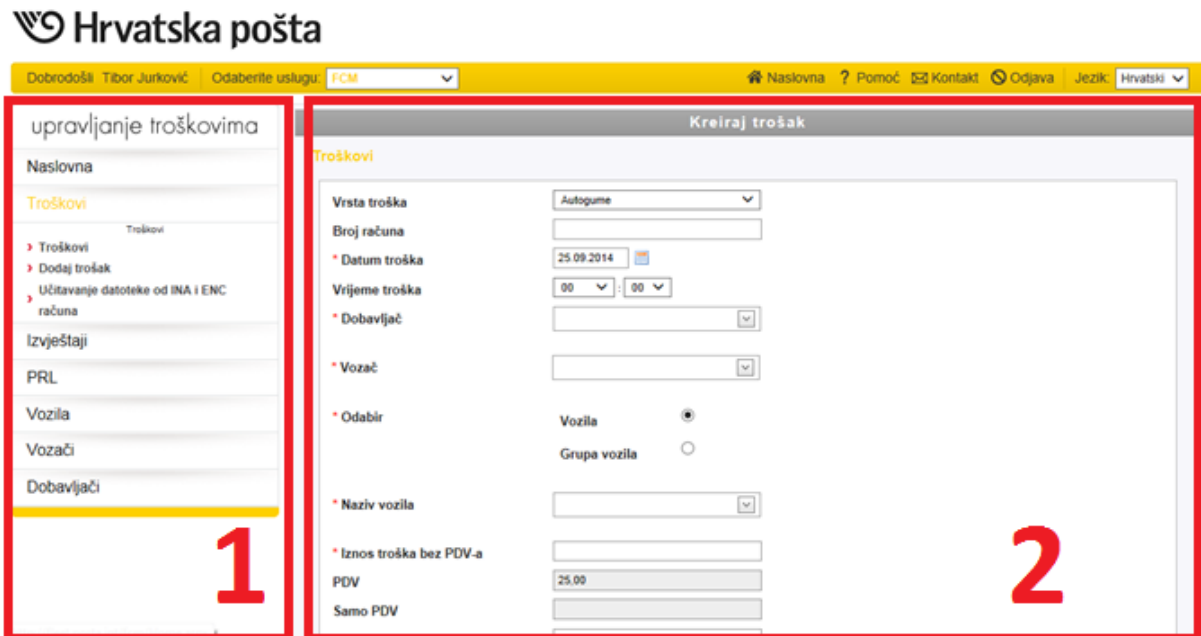 Hrvatska pošta
Dobrodošli Tibor Jurković Odaberite uslugu: FCM Naslovna ? Pomoć Kontakt Odjava Jezik: Hrvatski
upravljanje troškovima
Naslovna
Troškovi
Troškovi
Troškovi
Dodaj trošak
Učitavanje datoteke od INA i ENC
računa
Izvještaji
PRL
Vozila
Vozači
Dobavljači
1
Kreiraj trošak
Troškovi
Vrsta troška Autogume
Broj računa
* Datum troška 25.09.2014
Vrijeme troška 00 : 00
* Dobavljač
* Vozač
* Odabir Vozila
Grupa vozila
* Naziv vozila
* Iznos troška bez PDV-a
PDV 25,00
Samo PDV
2